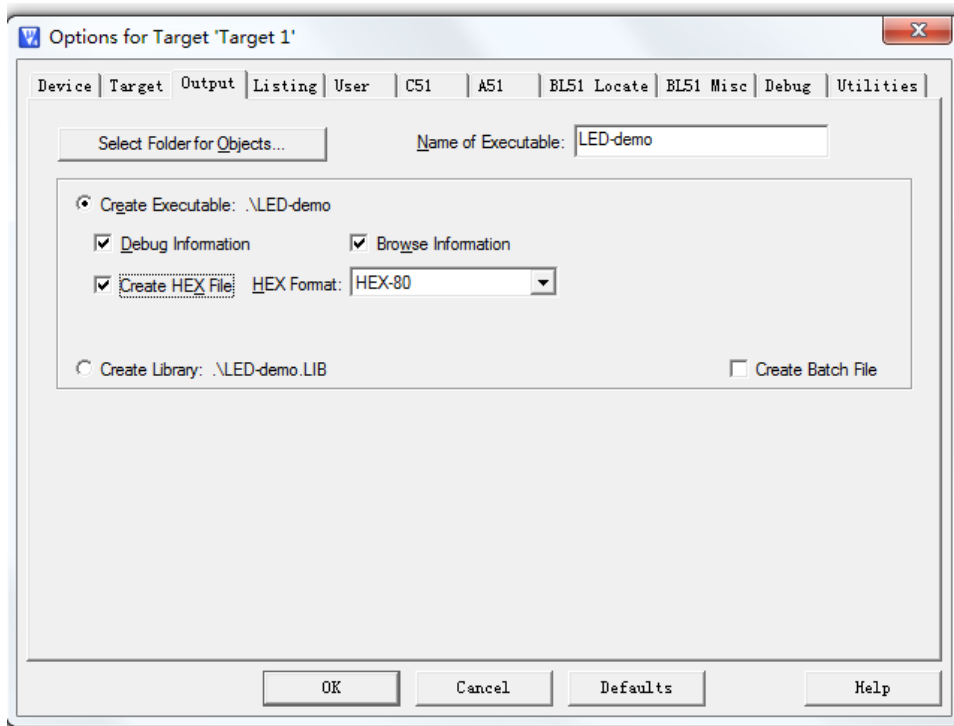 Options for Target 'Target 1'
Device Target Output Listing User C51 A51 BL51 Locate BL51 Misc Debug Utilities
Select Folder for Objects... Name of Executable: LED-demo
Create Executable: .\LED-demo
Debug Information Browse Information
Create HEX File HEX Format: HEX-80
Create Library: .\LED-demo.LIB Create Batch File
OK Cancel Defaults Help